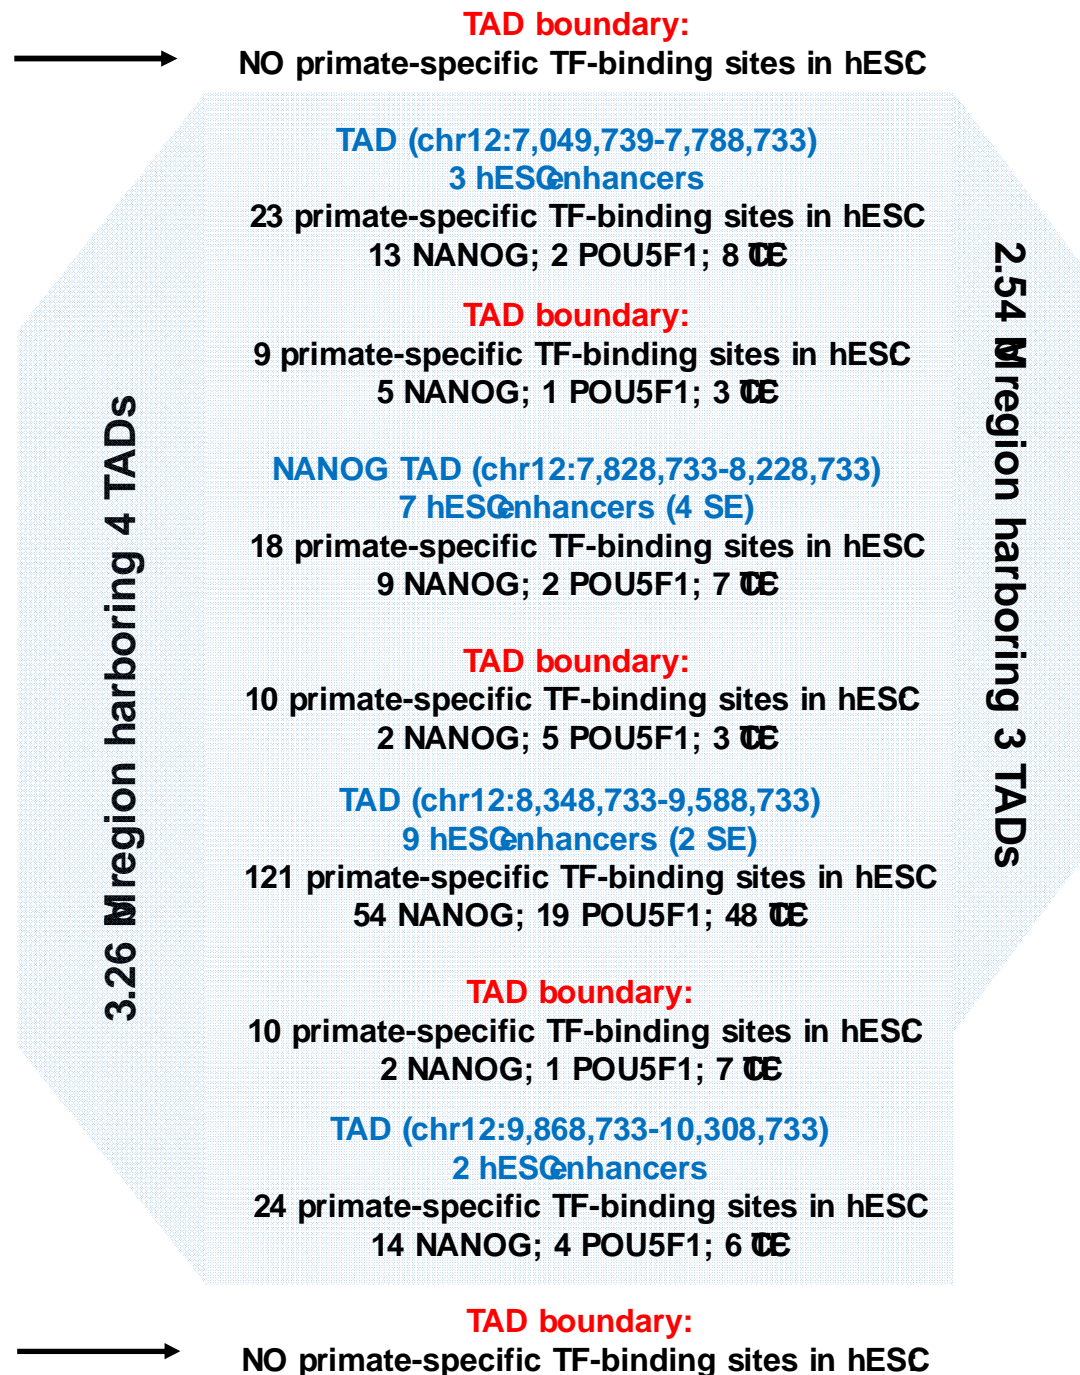 TAD boundary:
NO primate-specific TF-binding sites in hESC
TAD (chr12:7,049,739-7,788,733)
3 hESC enhancers
23 primate-specific TF-binding sites in hESC
13 NANOG; 2 POU5F1; 8 CTCF
TAD boundary:
9 primate-specific TF-binding sites in hESC
5 NANOG; 1 POU5F1; 3 CTCF
NANOG TAD (chr12:7,828,733-8,228,733)
7 hESC enhancers (4 SE)
18 primate-specific TF-binding sites in hESC
9 NANOG; 2 POU5F1; 7 CTCF
TAD boundary:
10 primate-specific TF-binding sites in hESC
2 NANOG; 5 POU5F1; 3 CTCF
TAD (chr12:8,348,733-9,588,733)
9 hESC enhancers (2 SE)
121 primate-specific TF-binding sites in hESC
54 NANOG; 19 POU5F1; 48 CTCF
TAD boundary:
10 primate-specific TF-binding sites in hESC
2 NANOG; 1 POU5F1; 7 CTCF
TAD (chr12:9,868,733-10,308,733)
2 hESC enhancers
24 primate-specific TF-binding sites in hESC
14 NANOG; 4 POU5F1; 6 CTCF
TAD boundary:
NO primate-specific TF-binding sites in hESC
3.26 Mb region harboring 4 TADs
2.54 Mb region harboring 3 TADs